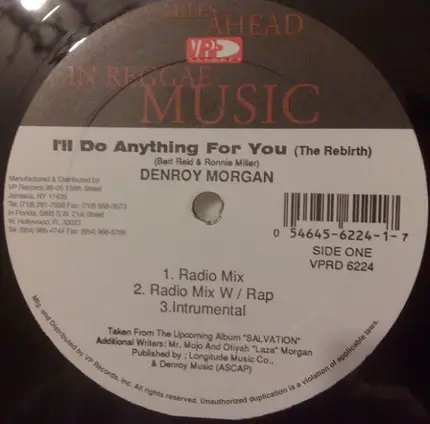 MILES
AHEAD
VP
RECORDS
IN REGGAE
MUSIC
I'll Do Anything For You (The Rebirth)
(Bert Reid & Ronnie Miller)
DENROY MORGAN
Manufactured & Distributed by
VP Records 89-05 138th Street
Jamaica, NY 11435
Tel: (718) 291-7058 Fax: (718) 658-3573
In Florida: 5893 S.W. 21st Street
W. Hollywood, FL 33023
Tel: (954) 966-4744 Fax: (954) 966-8766
0 54645-6224-1-7
SIDE ONE
VPRD 6224
1. Radio Mix
2. Radio Mix W / Rap
3.Intrumental
Taken From The Upcoming Album "SALVATION"
Additional Writers: Mr. Mojo And Otiyah "Laza" Morgan
Published by ; Longitude Music Co.,
& Denroy Music (ASCAP)
Mfg. and Distributed by VP Records, Inc. All rights reserved. Unauthorized duplication is a violation of applicable laws.